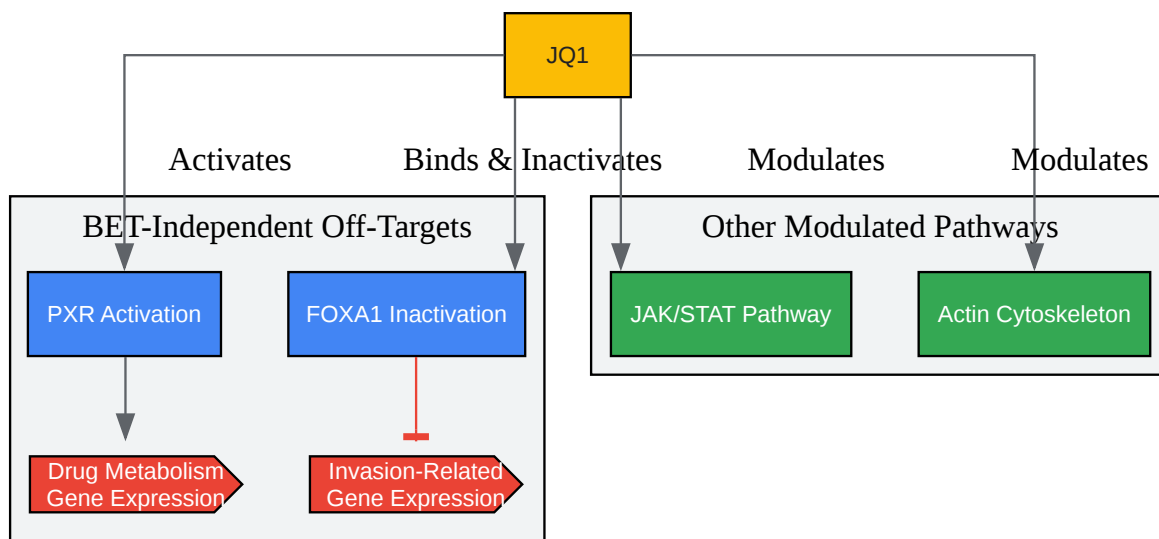 JQ1
Activates
Binds & Inactivates
Modulates
Modulates
BET-Independent Off-Targets
Other Modulated Pathways
PXR Activation
FOXA1 Inactivation
JAK/STAT Pathway
Actin Cytoskeleton
Drug Metabolism
Gene Expression
Invasion-Related
Gene Expression